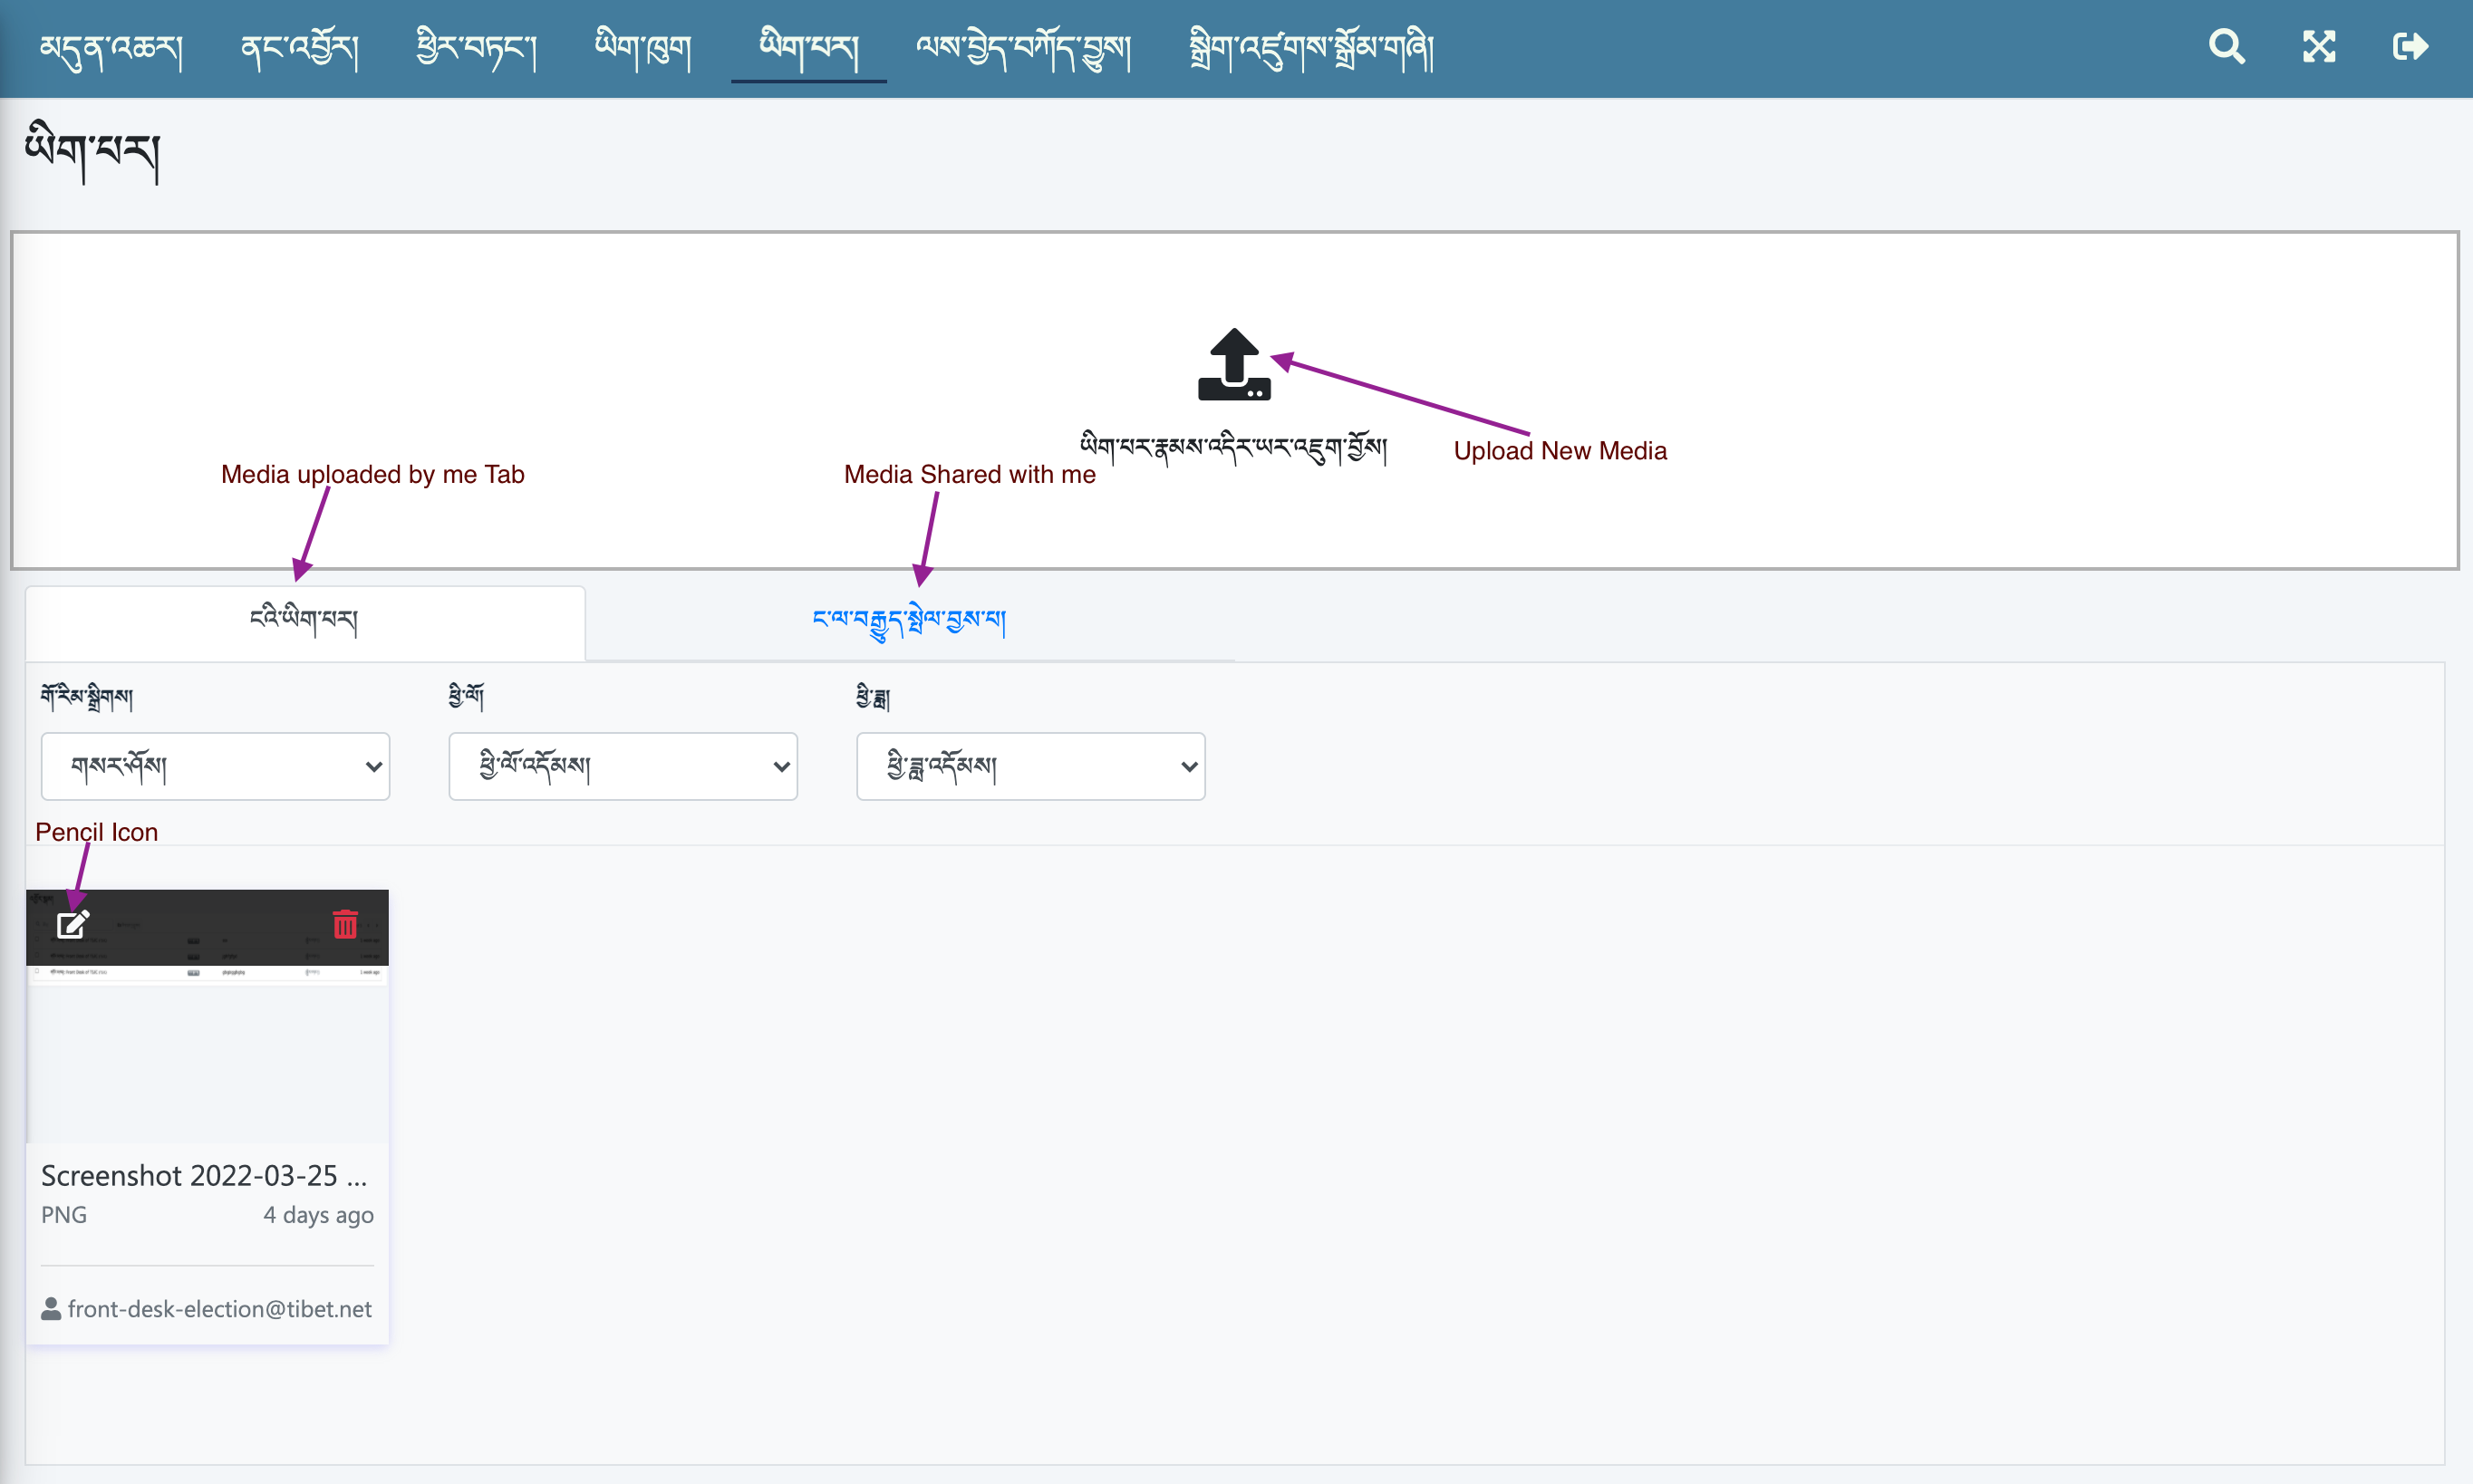 མདུན་འཆར།
ནང་འབྱོར།
ཕྱིར་བཏང་།
ཡིག་ཁུག
ཡིག་པར།
ལས་བྱེད་བཀོད་བྱུས།
སྒྲིག་འཛུགས་སྒྲོམ་གཞི།
ཡིག་པར།
ཡིག་པར་རྣམས་འདིར་ཡར་འཇུག་བྱོས།
Upload New Media
Media uploaded by me Tab
Media Shared with me
ངའི་ཡིག་པར།
ང་ལ་བརྒྱུད་སྤེལ་བྱས་པ།
གོ་རིམ་སྒྲིགས།
ཕྱི་ལོ།
ཕྱི་ཟླ།
གསར་ཤོས།
ཕྱི་ལོ་འདོམས།
ཕྱི་ཟླ་འདོམས།
Pencil Icon
Screenshot 2022-03-25 ...
PNG
4 days ago
front-desk-election@tibet.net